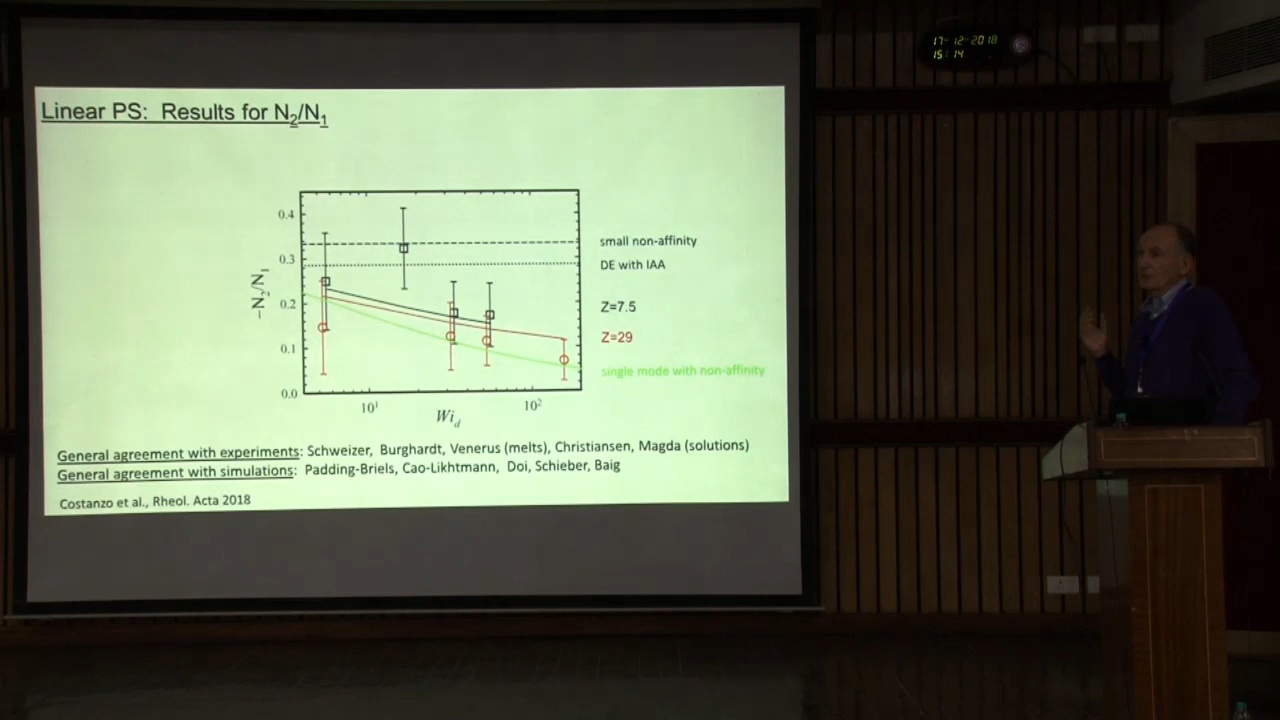 17-12-2018
15:14
Linear PS: Results for N2/N1
0.4
0.3
0.2
0.1
0.0
−N2/N1
10¹
10²
Wi_d
small non-affinity
DE with IAA
Z=7.5
Z=29
single mode with non-affinity
General agreement with experiments: Schweizer, Burghardt, Venerus (melts), Christiansen, Magda (solutions)
General agreement with simulations: Padding-Briels, Cao-Likhtmann, Doi, Schieber, Baig
Costanzo et al., Rheol. Acta 2018